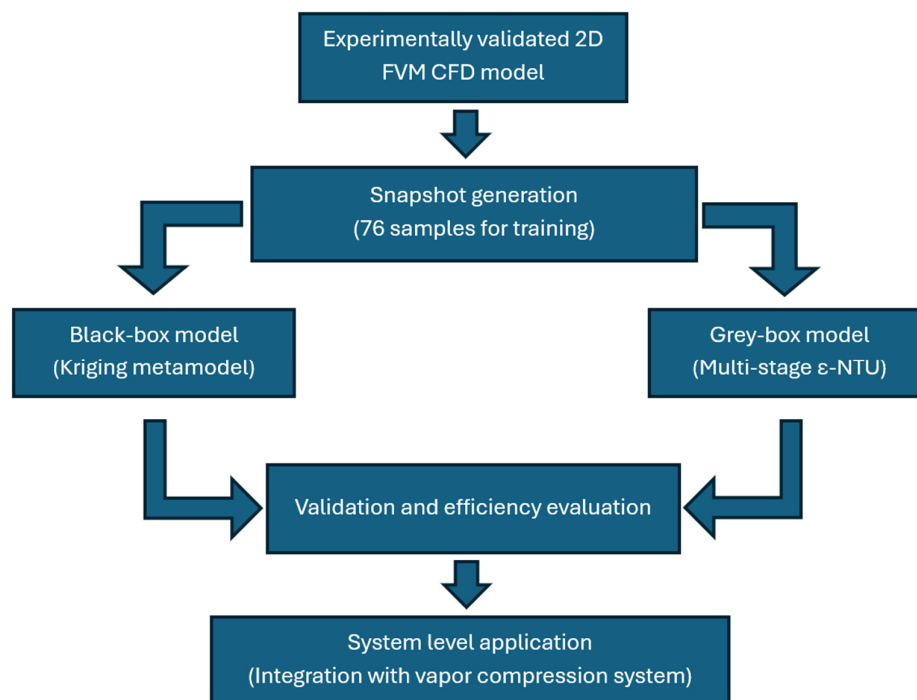 Experimentally validated 2D
FVM CFD model
Snapshot generation
(76 samples for training)
Black-box model
(Kriging metamodel)
Grey-box model
(Multi-stage ε-NTU)
Validation and efficiency evaluation
System level application
(Integration with vapor compression system)